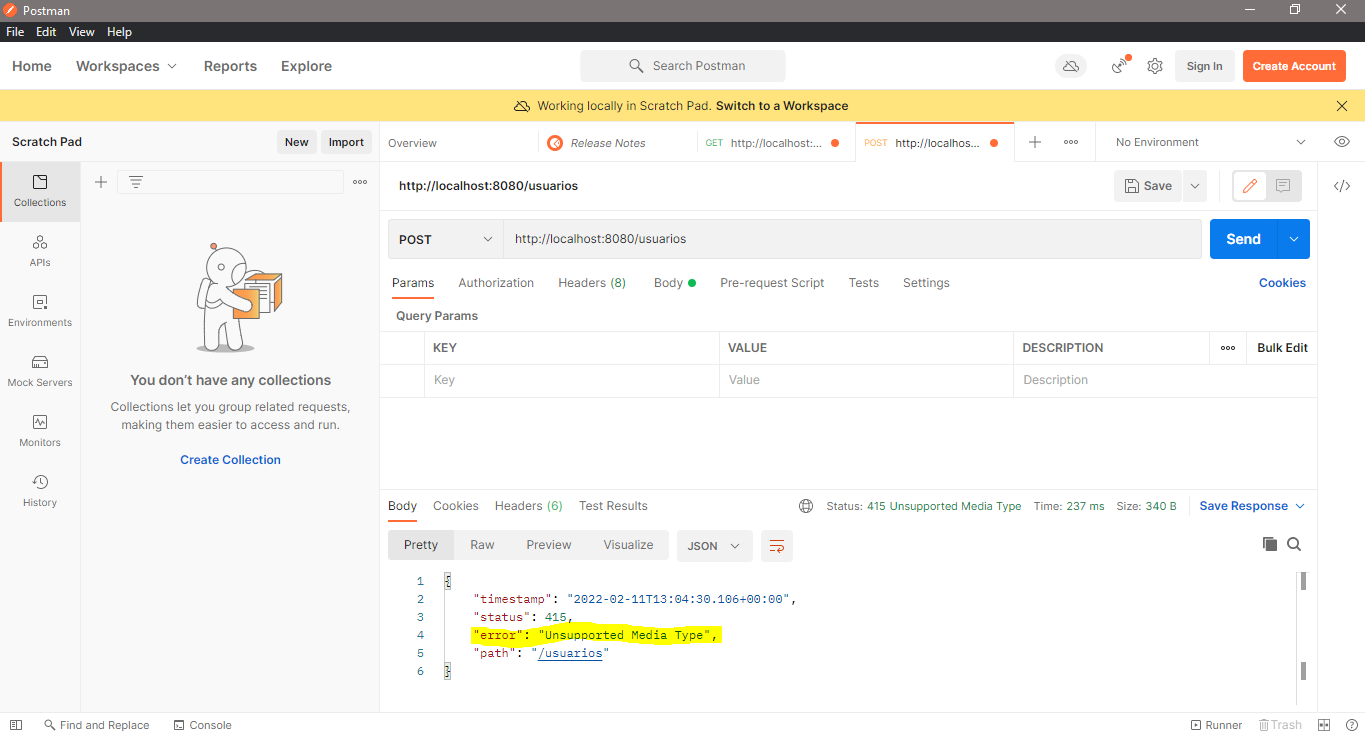 Postman
File Edit View Help
Home Workspaces Reports Explore Search Postman Sign In Create Account
Working locally in Scratch Pad. Switch to a Workspace
Scratch Pad New Import Overview Release Notes GET http://localhost:... POST http://localhos... No Environment
Collections
APIs
Environments
Mock Servers
Monitors
History
You don't have any collections
Collections let you group related requests,
making them easier to access and run.
Create Collection
http://localhost:8080/usuarios Save
POST http://localhost:8080/usuarios Send
Params Authorization Headers (8) Body Pre-request Script Tests Settings Cookies
Query Params
KEY VALUE DESCRIPTION Bulk Edit
Key Value Description
Body Cookies Headers (6) Test Results Status: 415 Unsupported Media Type Time: 237 ms Size: 340 B Save Response
Pretty Raw Preview Visualize JSON
1 {
2 "timestamp": "2022-02-11T13:04:30.106+00:00",
3 "status": 415,
4 "error": "Unsupported Media Type",
5 "path": "/usuarios"
6 }
Find and Replace Console Runner Trash